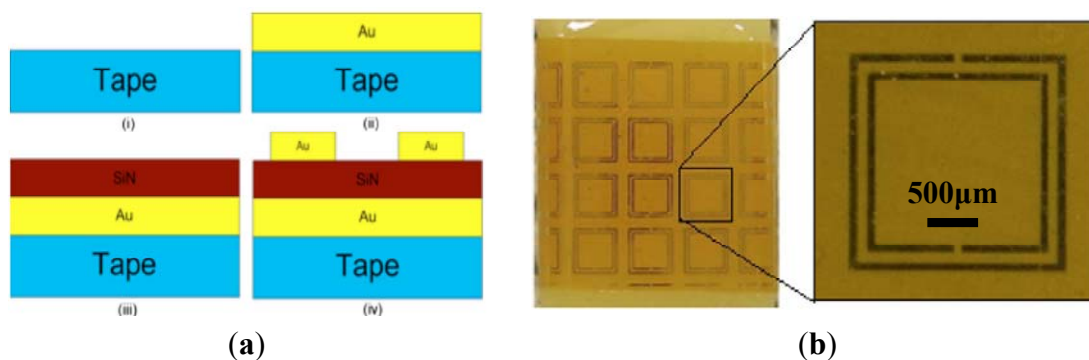 Au
Tape
Tape
(i)
(ii)
Au
Au
SiN
SiN
Au
Au
Tape
Tape
(iii)
(iv)
500µm
(a)
(b)